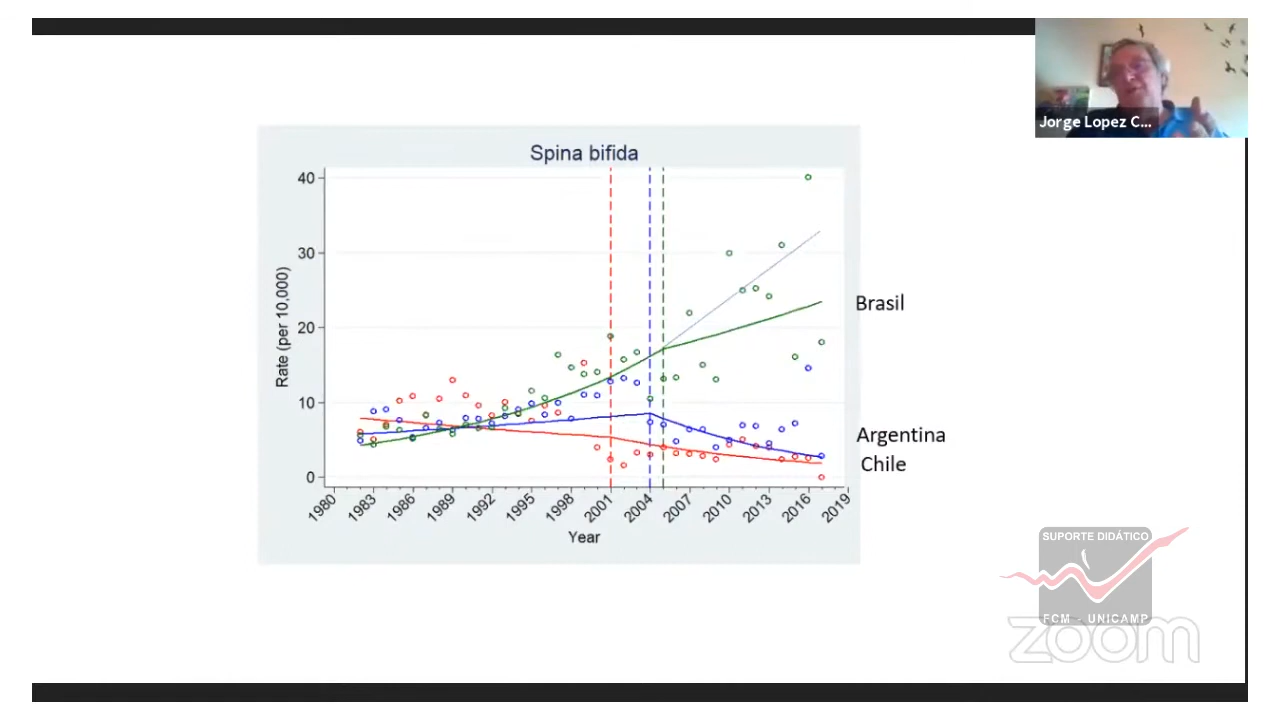 Jorge Lopez C...
Spina bifida
40
30
20
10
0
Rate (per 10,000)
1980
1983
1986
1989
1992
1995
1998
2001
2004
2007
2010
2013
2016
2019
Year
Brasil
Argentina
Chile
SUPORTE DIDÁTICO
FCM - UNICAMP
zoom